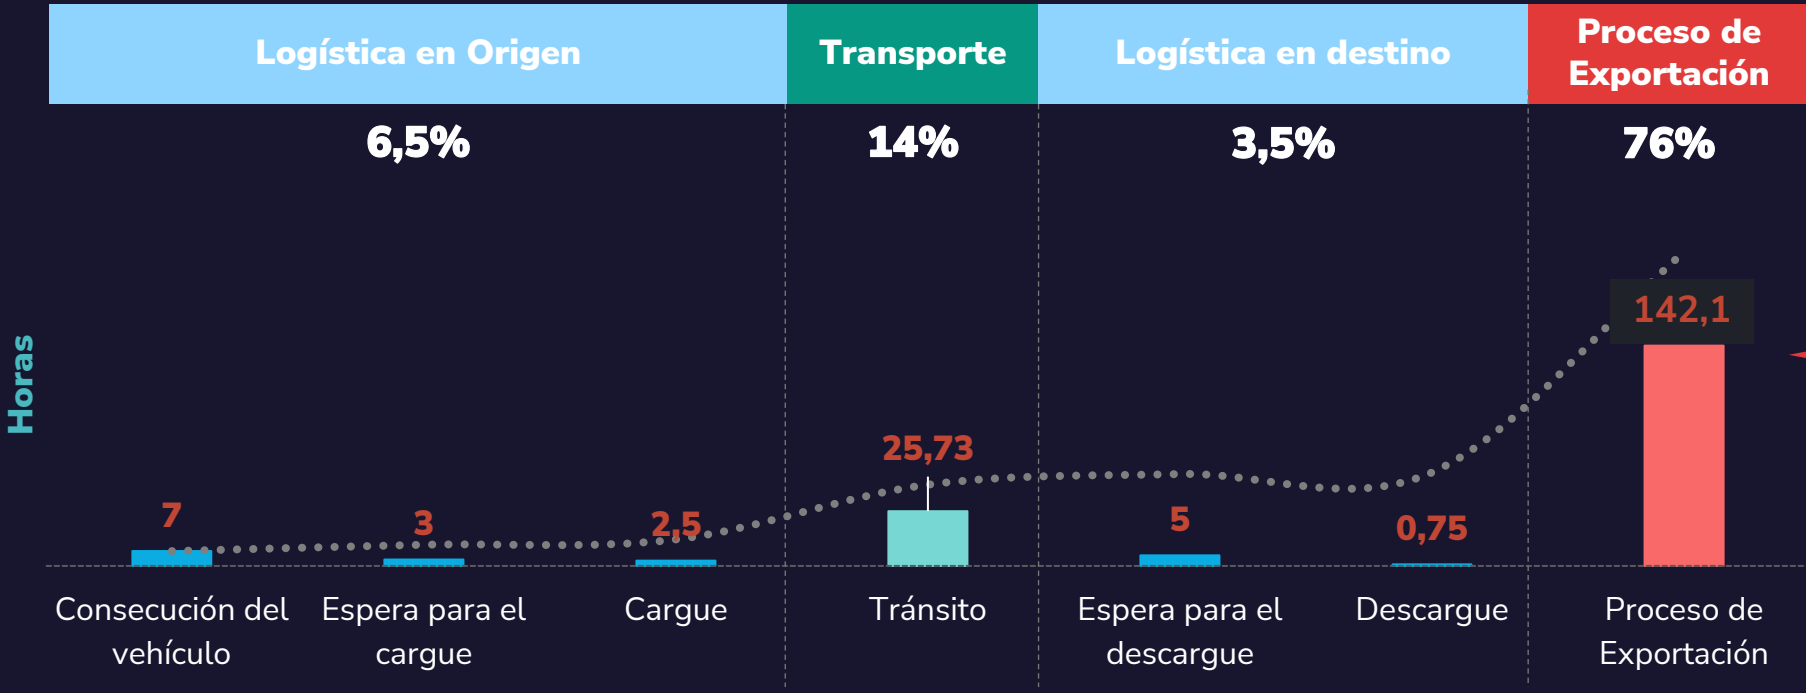 Logística en Origen
Transporte
Logística en destino
Proceso de
Exportación
6,5%
14%
3,5%
76%
Horas
7
3
2,5
25,73
5
0,75
142,1
Consecución del
vehículo
Espera para el
cargue
Cargue
Tránsito
Espera para el
descargue
Descargue
Proceso de
Exportación